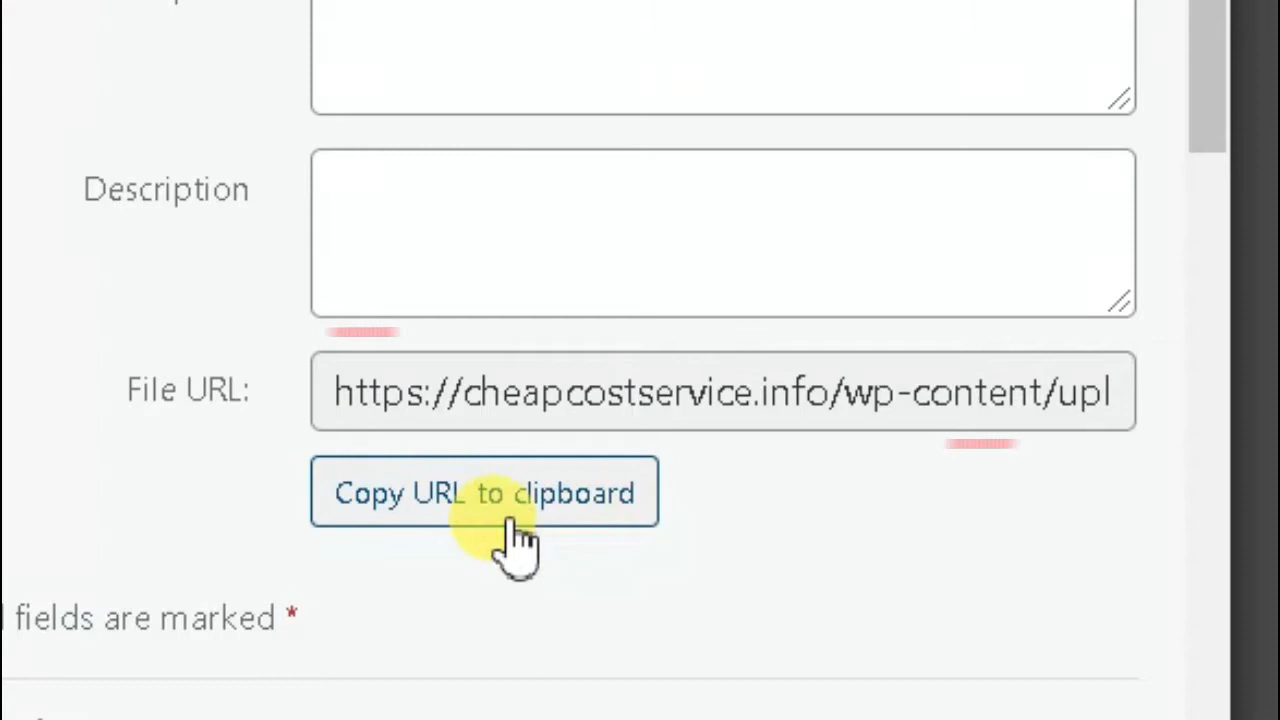 Description
File URL:
https://cheapcostservice.info/wp-content/upl
Copy URL to clipboard
fields are marked *